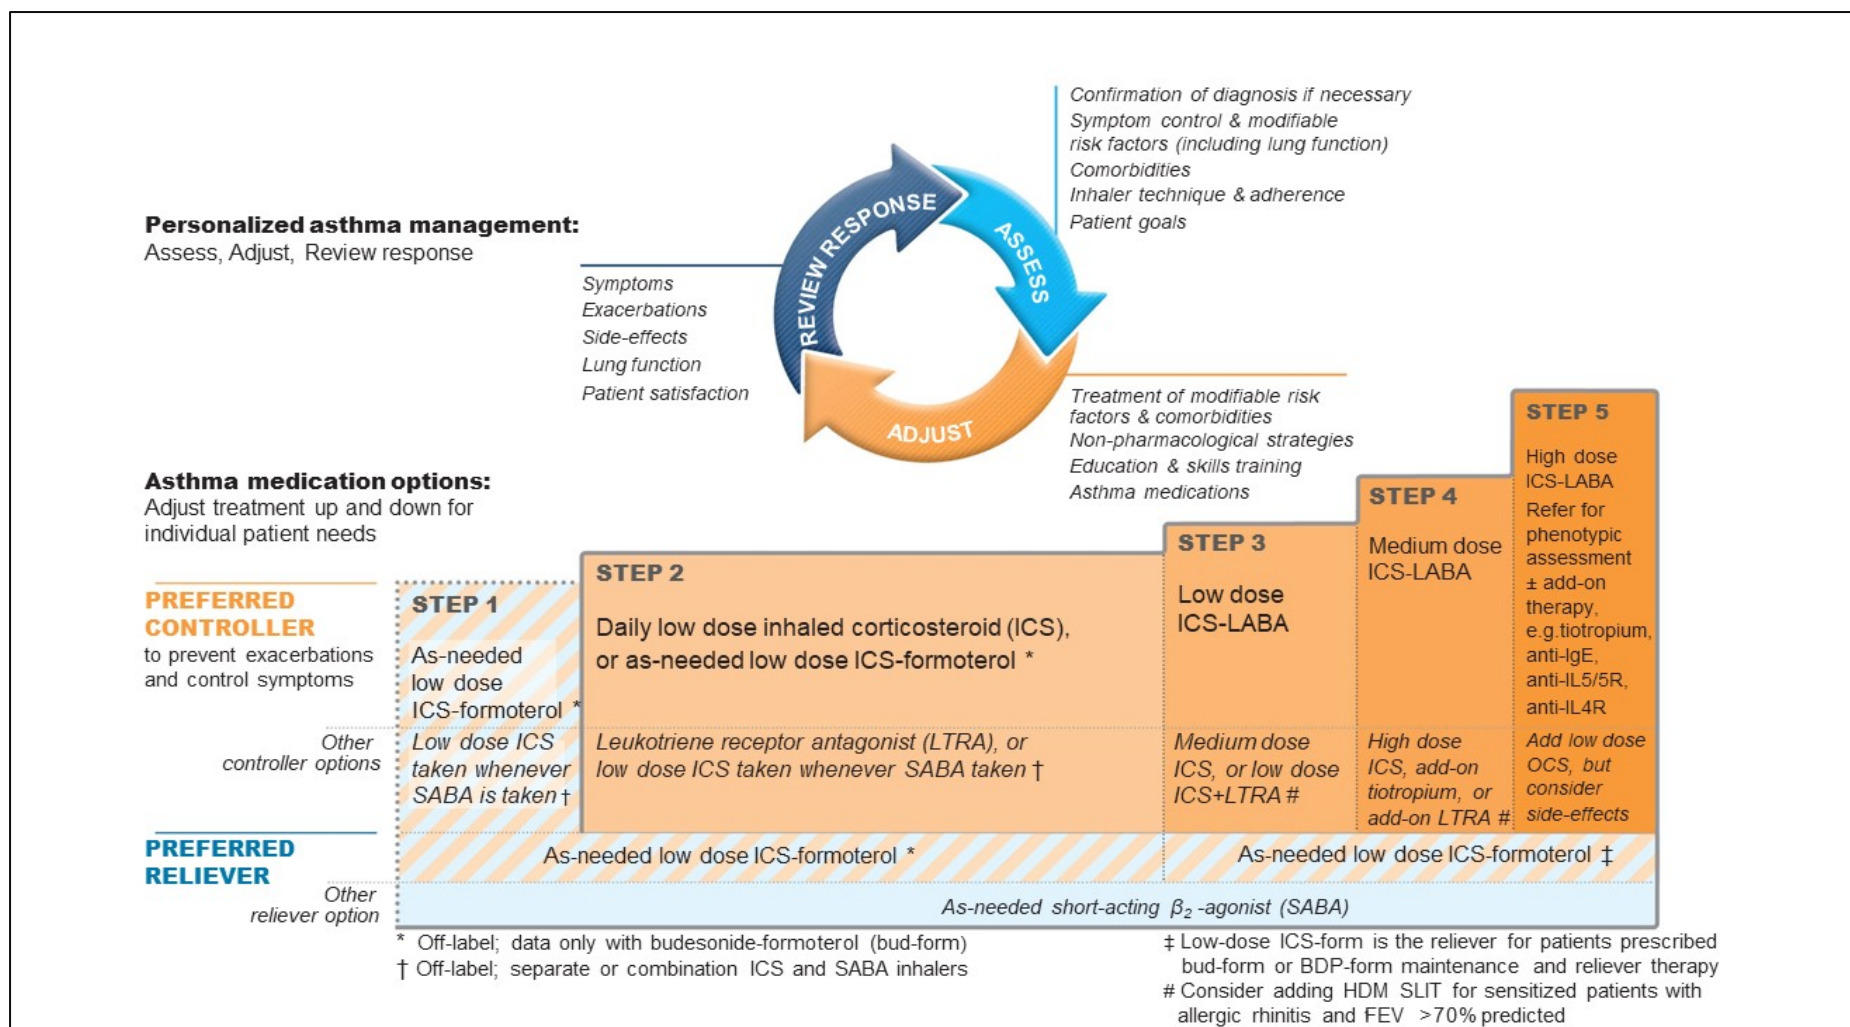 Personalized asthma management:
Assess, Adjust, Review response
REVIEW RESPONSE
ASSESS
ADJUST
Confirmation of diagnosis if necessary
Symptom control & modifiable
risk factors (including lung function)
Comorbidities
Inhaler technique & adherence
Patient goals
Symptoms
Exacerbations
Side-effects
Lung function
Patient satisfaction
Treatment of modifiable risk
factors & comorbidities
Non-pharmacological strategies
Education & skills training
Asthma medications
Asthma medication options:
Adjust treatment up and down for
individual patient needs
PREFERRED
CONTROLLER
to prevent exacerbations
and control symptoms
STEP 1
As-needed
low dose
ICS-formoterol *
STEP 2
Daily low dose inhaled corticosteroid (ICS),
or as-needed low dose ICS-formoterol *
STEP 3
Low dose
ICS-LABA
STEP 4
Medium dose
ICS-LABA
STEP 5
High dose
ICS-LABA
Refer for
phenotypic
assessment
± add-on
therapy,
e.g.tiotropium,
anti-IgE,
anti-IL5/5R,
anti-IL4R
Other
controller options
Low dose ICS
taken whenever
SABA is taken †
Leukotriene receptor antagonist (LTRA), or
low dose ICS taken whenever SABA taken †
Medium dose
ICS, or low dose
ICS+LTRA #
High dose
ICS, add-on
tiotropium, or
add-on LTRA #
Add low dose
OCS, but
consider
side-effects
PREFERRED
RELIEVER
As-needed low dose ICS-formoterol *
As-needed low dose ICS-formoterol ‡
Other
reliever option
As-needed short-acting β₂ -agonist (SABA)
* Off-label; data only with budesonide-formoterol (bud-form)
† Off-label; separate or combination ICS and SABA inhalers
‡ Low-dose ICS-form is the reliever for patients prescribed
bud-form or BDP-form maintenance and reliever therapy
# Consider adding HDM SLIT for sensitized patients with
allergic rhinitis and FEV >70% predicted